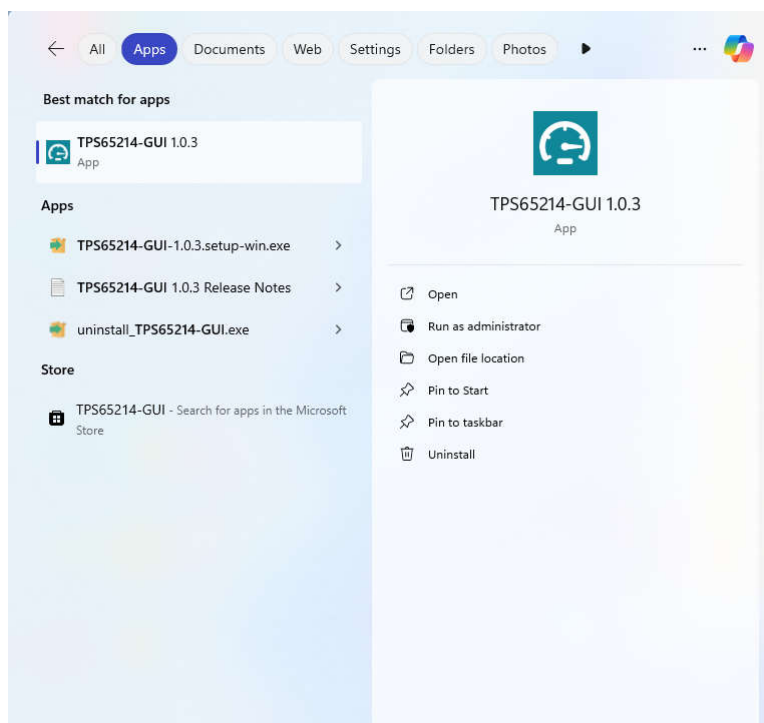 All Apps Documents Web Settings Folders Photos
Best match for apps
TPS65214-GUI 1.0.3
App
Apps
TPS65214-GUI-1.0.3.setup-win.exe
TPS65214-GUI 1.0.3 Release Notes
uninstall_TPS65214-GUI.exe
Store
TPS65214-GUI - Search for apps in the Microsoft
Store
TPS65214-GUI 1.0.3
App
Open
Run as administrator
Open file location
Pin to Start
Pin to taskbar
Uninstall